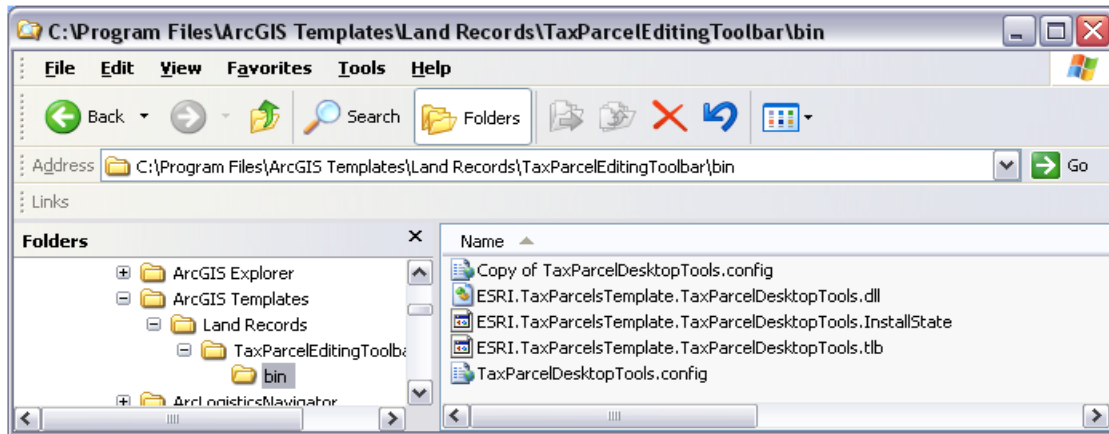 C:\Program Files\ArcGIS Templates\Land Records\TaxParcelEditingToolbar\bin
File Edit View Favorites Tools Help
Back Search Folders
Address C:\Program Files\ArcGIS Templates\Land Records\TaxParcelEditingToolbar\bin Go
Links
Folders
ArcGIS Explorer
ArcGIS Templates
Land Records
TaxParcelEditingToolba
bin
ArcLogisticsNavigator
Name
Copy of TaxParcelDesktopTools.config
ESRI.TaxParcelsTemplate.TaxParcelDesktopTools.dll
ESRI.TaxParcelsTemplate.TaxParcelDesktopTools.InstallState
ESRI.TaxParcelsTemplate.TaxParcelDesktopTools.tlb
TaxParcelDesktopTools.config